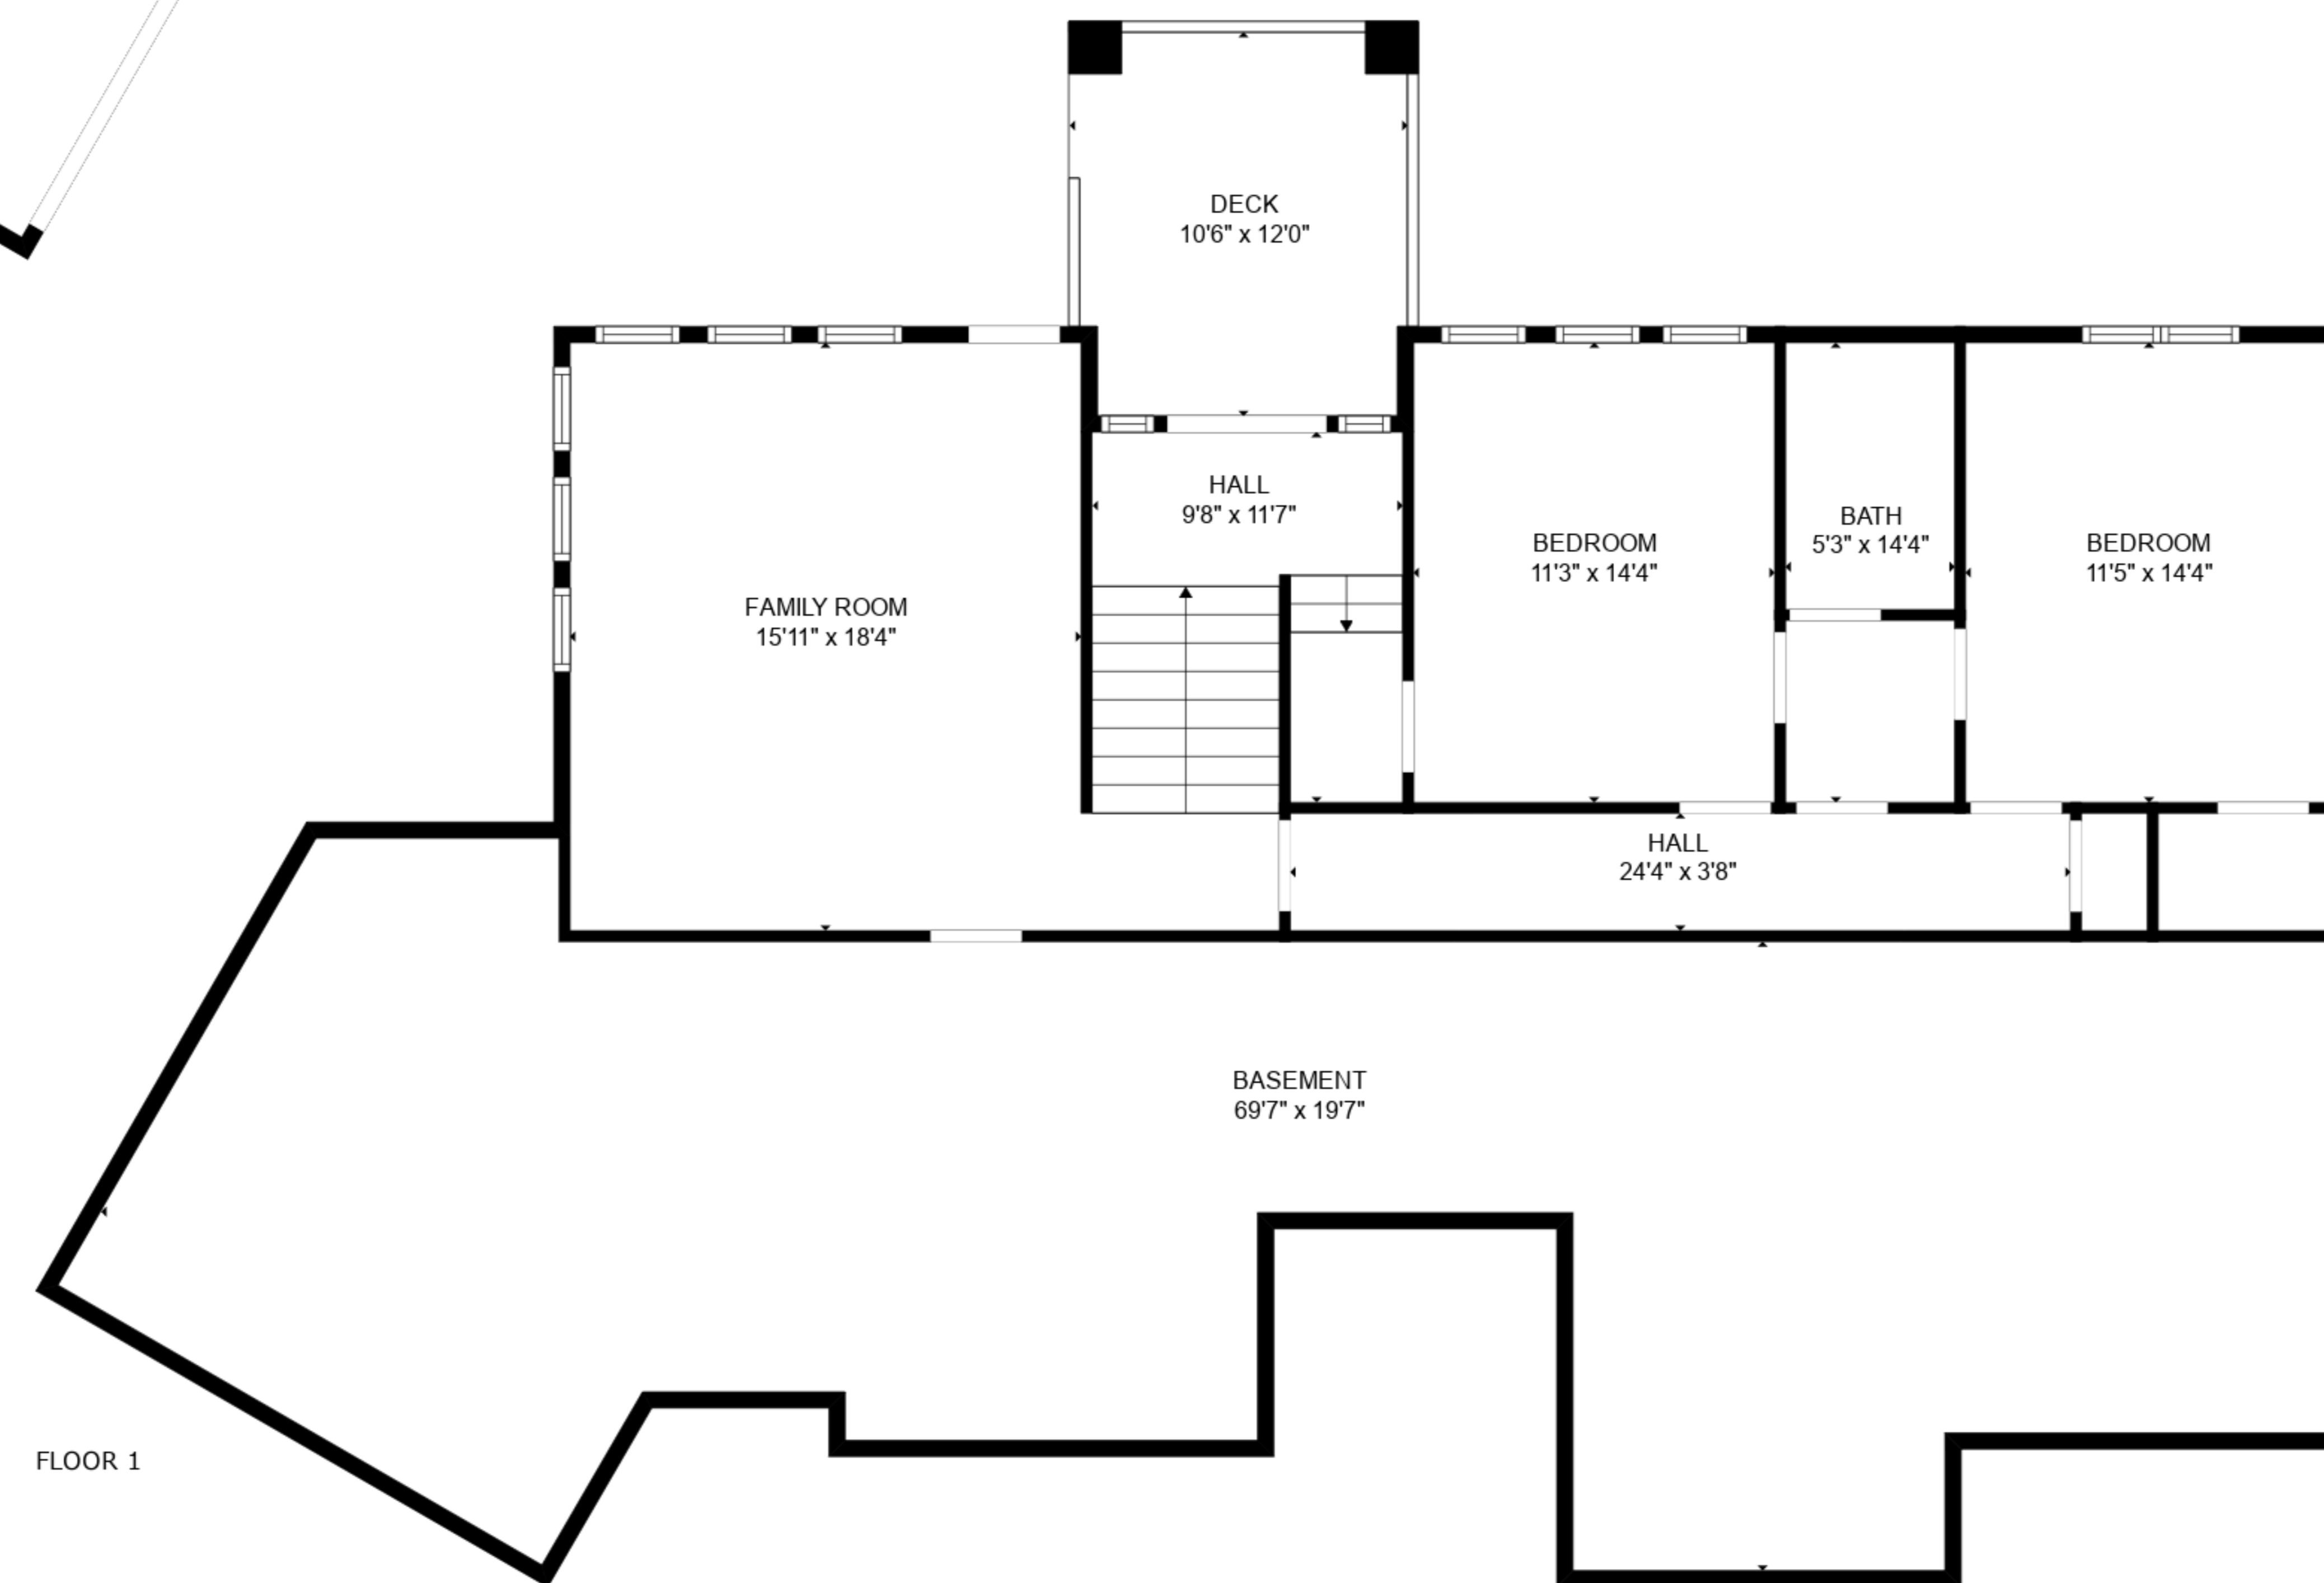 DECK
10'6" x 12'0"
HALL
9'8" x 11'7"
BEDROOM
11'3" x 14'4"
BATH
5'3" x 14'4"
BEDROOM
11'5" x 14'4"
FAMILY ROOM
15'11" x 18'4"
HALL
24'4" x 3'8"
BASEMENT
69'7" x 19'7"
FLOOR 1